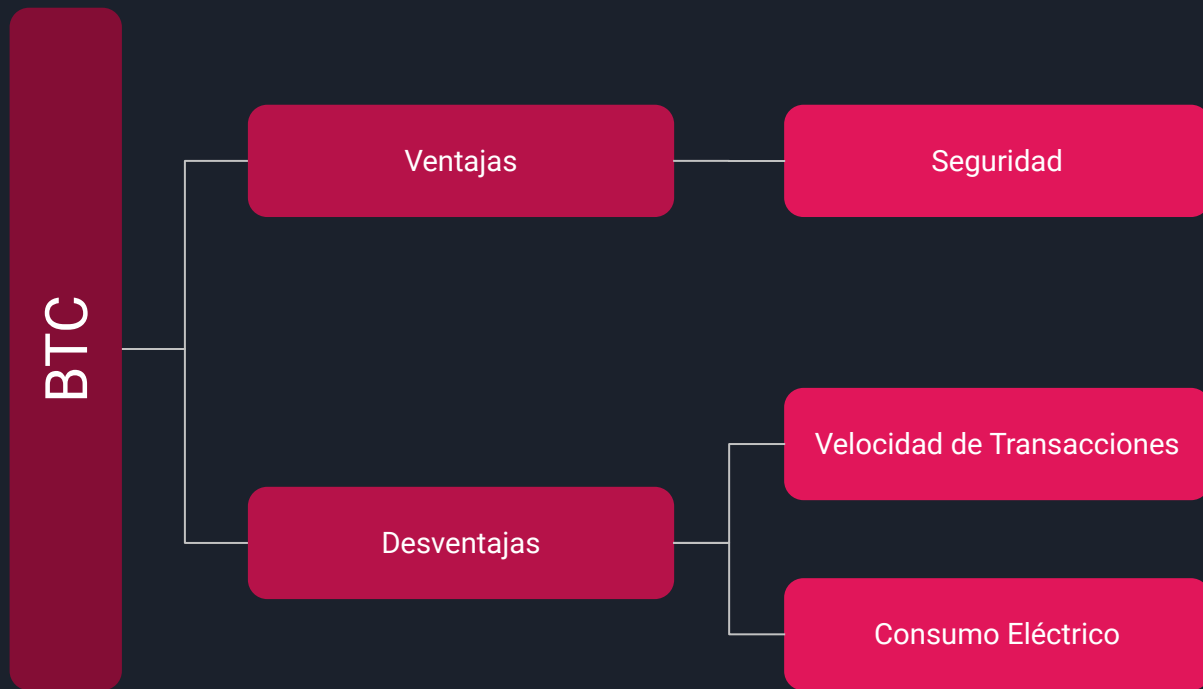 BTC
Ventajas
Seguridad
Desventajas
Velocidad de Transacciones
Consumo Eléctrico